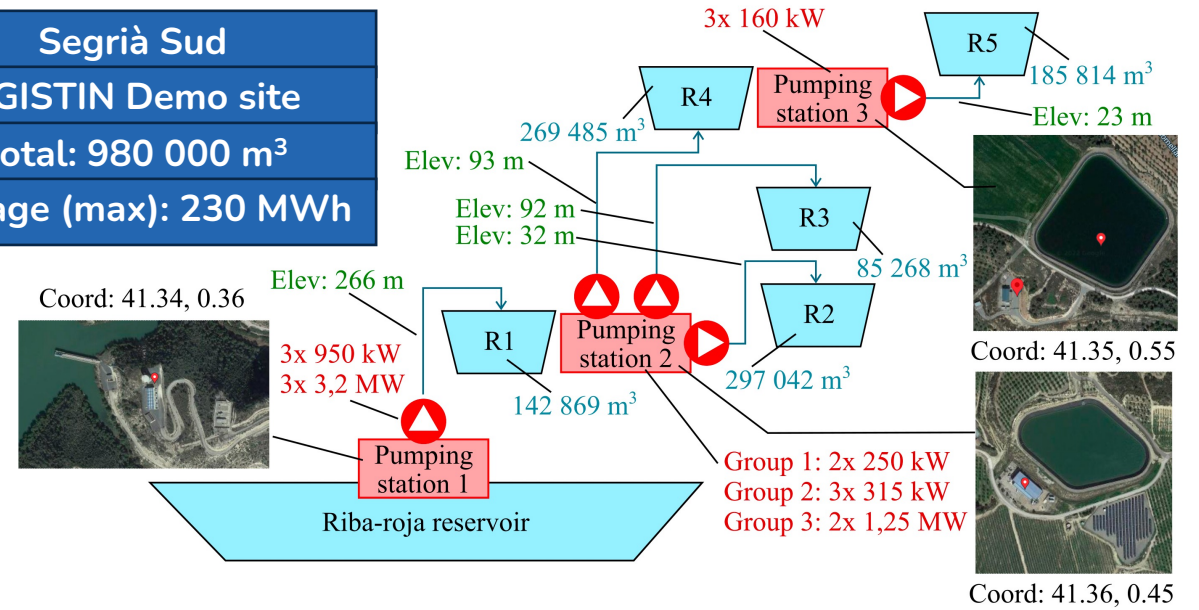 Segrià Sud
GISTIN Demo site
otal: 980 000 m³
age (max): 230 MWh
3x 160 kW
Pumping
station 3
R5
185 814 m³
Elev: 23 m
R4
269 485 m³
Elev: 93 m
Elev: 92 m
Elev: 32 m
R3
85 268 m³
Elev: 266 m
Coord: 41.34, 0.36
R1
142 869 m³
Pumping
station 2
R2
297 042 m³
Coord: 41.35, 0.55
3x 950 kW
3x 3,2 MW
Pumping
station 1
Riba-roja reservoir
Group 1: 2x 250 kW
Group 2: 3x 315 kW
Group 3: 2x 1,25 MW
Coord: 41.36, 0.45